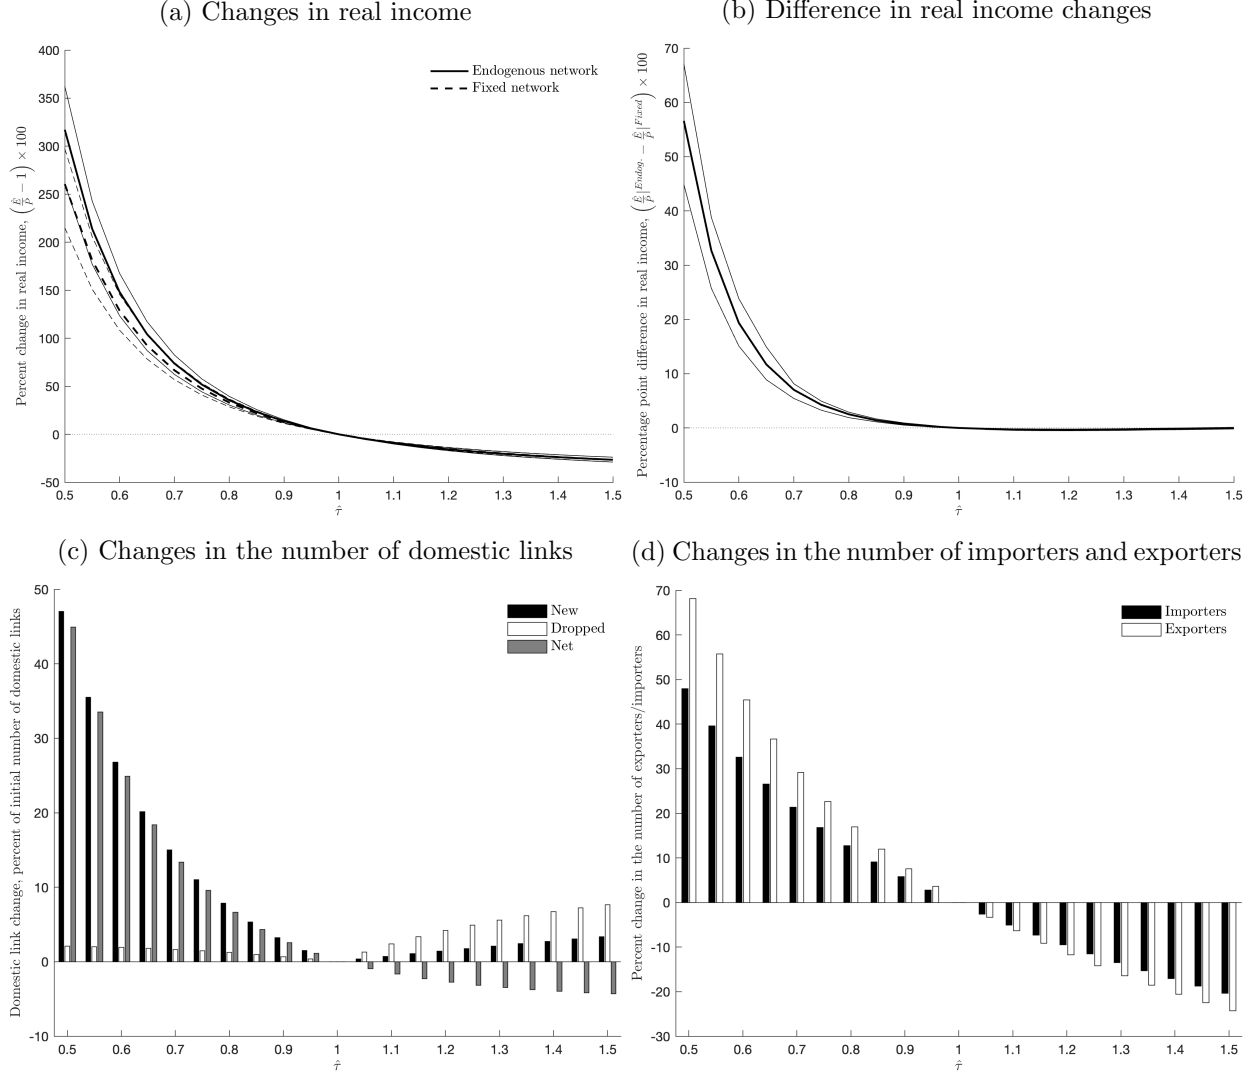 (a) Changes in real income
Percent change in real income, (Ê/P̂ − 1) × 100
400
350
300
250
200
150
100
50
0
-50
Endogenous network
Fixed network
0.5 0.6 0.7 0.8 0.9 1 1.1 1.2 1.3 1.4 1.5
τ̂
(b) Difference in real income changes
Percentage point difference in real income, (Ê/P̂|^Endog. − Ê/P̂|^Fixed) × 100
70
60
50
40
30
20
10
0
-10
0.5 0.6 0.7 0.8 0.9 1 1.1 1.2 1.3 1.4 1.5
τ̂
(c) Changes in the number of domestic links
Domestic link change, percent of initial number of domestic links
50
40
30
20
10
0
-10
New
Dropped
Net
0.5 0.6 0.7 0.8 0.9 1 1.1 1.2 1.3 1.4 1.5
τ̂
(d) Changes in the number of importers and exporters
Percent change in the number of exporters/importers
70
60
50
40
30
20
10
0
-10
-20
-30
Importers
Exporters
0.5 0.6 0.7 0.8 0.9 1 1.1 1.2 1.3 1.4 1.5
τ̂